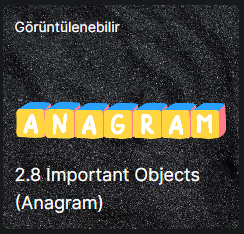 Görüntülenebilir
ANAGRAM
2.8 Important Objects
(Anagram)